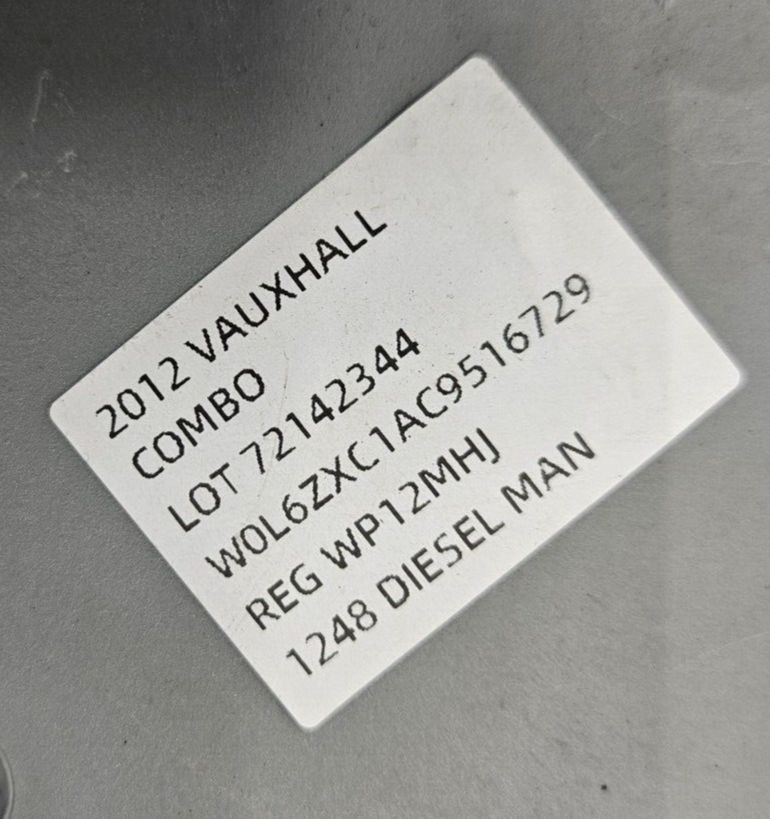 2012 VAUXHALL
COMBO
LOT 72142344
W0L6ZXC1AC9516729
REG WP12MHJ
1248 DIESEL MAN